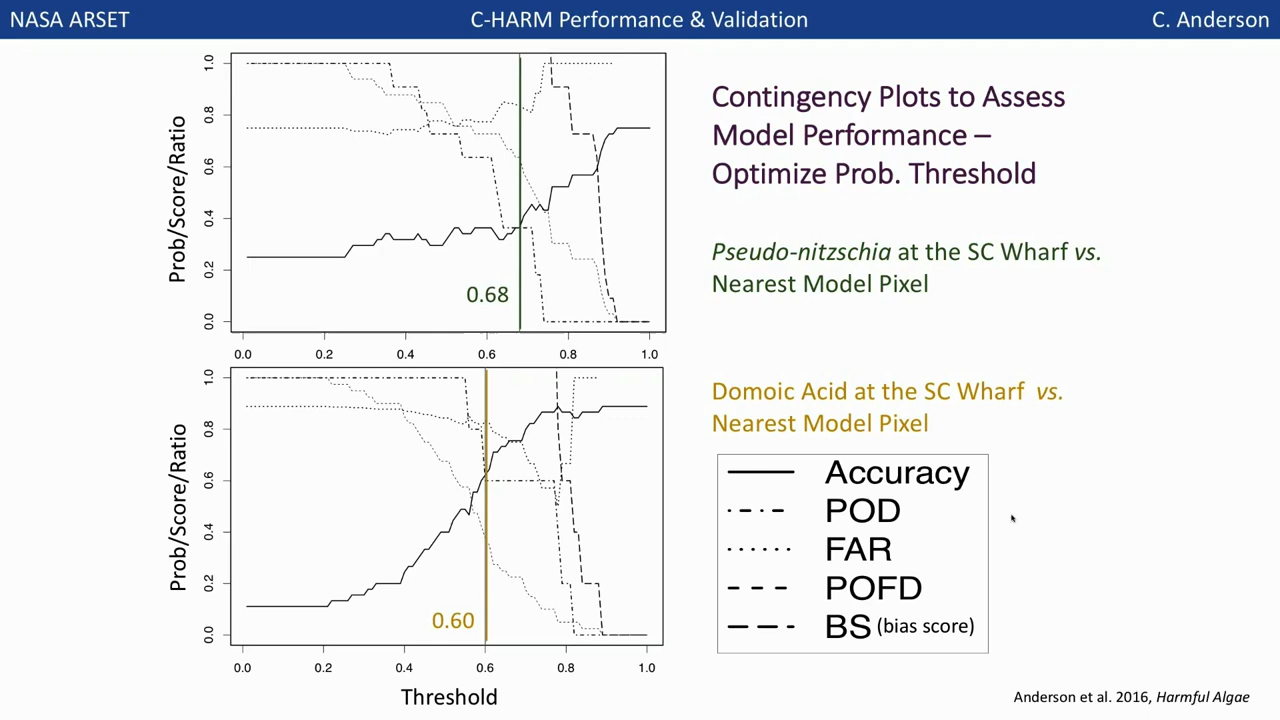 NASA ARSET
C-HARM Performance & Validation
C. Anderson
Contingency Plots to Assess
Model Performance –
Optimize Prob. Threshold
Pseudo-nitzschia at the SC Wharf vs.
Nearest Model Pixel
Prob/Score/Ratio
1.0
0.8
0.6
0.4
0.2
0.0
0.68
0.0 0.2 0.4 0.6 0.8 1.0
Domoic Acid at the SC Wharf vs.
Nearest Model Pixel
Prob/Score/Ratio
1.0
0.8
0.6
0.4
0.2
0.0
0.60
0.0 0.2 0.4 0.6 0.8 1.0
Threshold
Accuracy
POD
FAR
POFD
BS (bias score)
Anderson et al. 2016, Harmful Algae